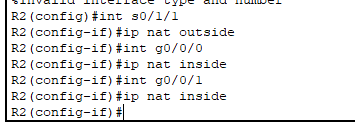 %Invalid interface type and number
R2(config)#int s0/1/1
R2(config-if)#ip nat outside
R2(config-if)#int g0/0/0
R2(config-if)#ip nat inside
R2(config-if)#int g0/0/1
R2(config-if)#ip nat inside
R2(config-if)#